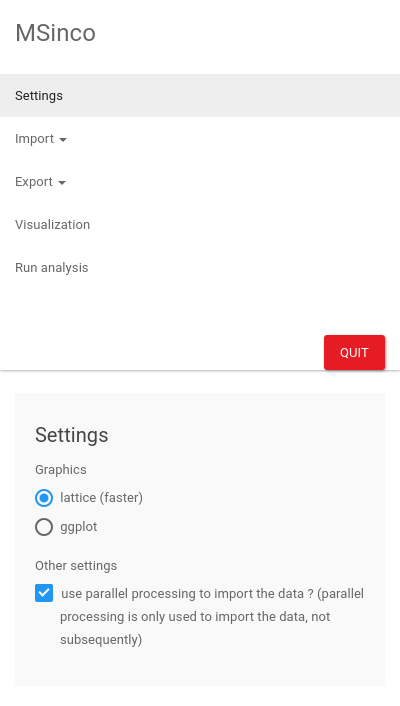 MSinco
Settings
Import
Export
Visualization
Run analysis
QUIT
Settings
Graphics
lattice (faster)
ggplot
Other settings
use parallel processing to import the data ? (parallel
processing is only used to import the data, not
subsequently)